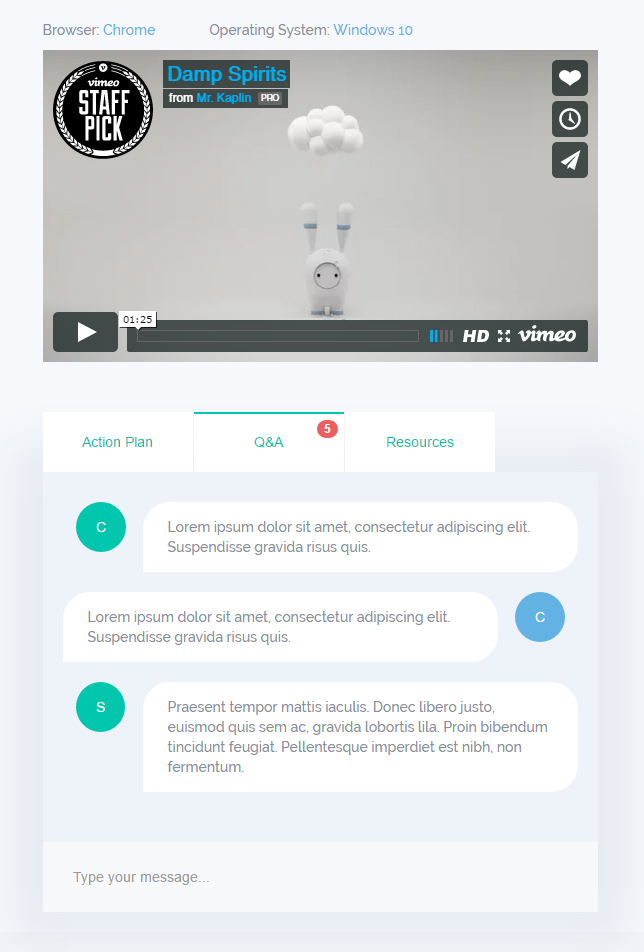 Browser: Chrome Operating System: Windows 10
vimeo
STAFF
PICK
Damp Spirits
from Mr. Kaplin PRO
01:25
HD vimeo
Action Plan Q&A 5 Resources
C
Lorem ipsum dolor sit amet, consectetur adipiscing elit.
Suspendisse gravida risus quis.
Lorem ipsum dolor sit amet, consectetur adipiscing elit.
Suspendisse gravida risus quis.
C
S
Praesent tempor mattis iaculis. Donec libero justo,
euismod quis sem ac, gravida lobortis lila. Proin bibendum
tincidunt feugiat. Pellentesque imperdiet est nibh, non
fermentum.
Type your message...